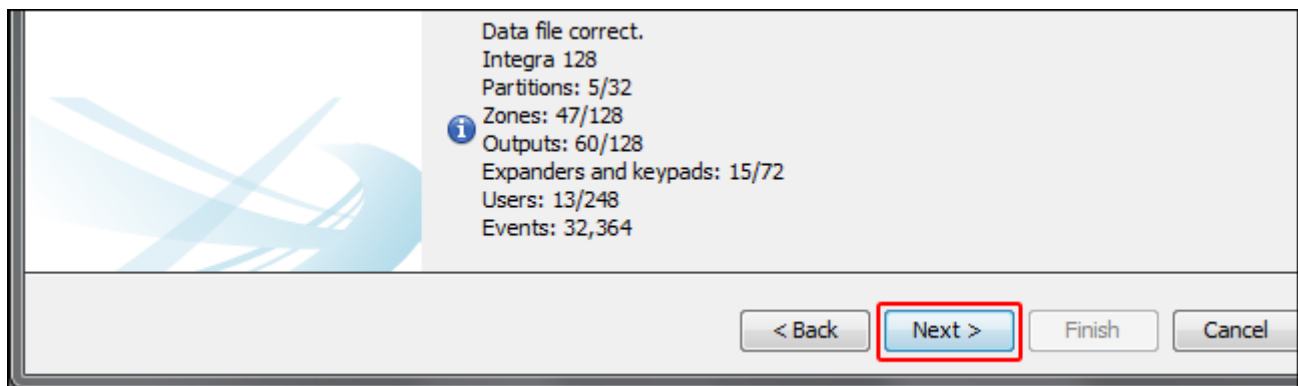 Data file correct.
Integra 128
Partitions: 5/32
Zones: 47/128
Outputs: 60/128
Expanders and keypads: 15/72
Users: 13/248
Events: 32,364
< Back Next > Finish Cancel